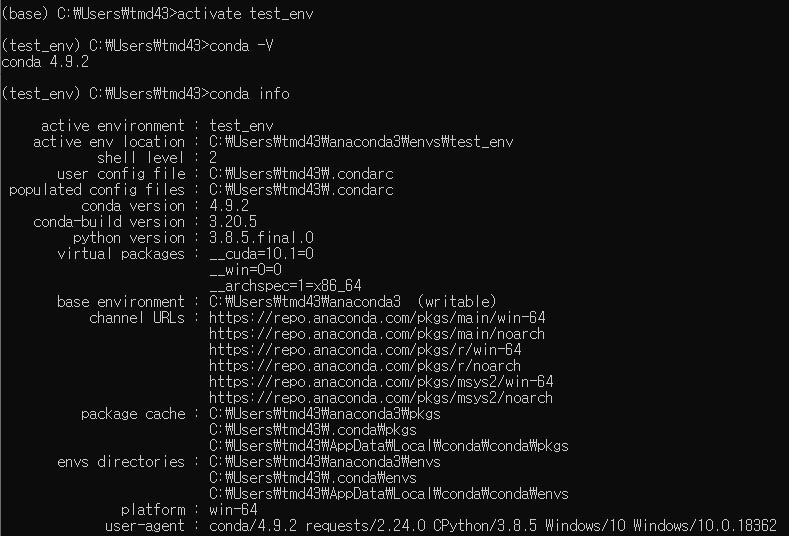 (base) C:₩Users₩tmd43>activate test_env
(test_env) C:₩Users₩tmd43>conda -V
conda 4.9.2
(test_env) C:₩Users₩tmd43>conda info
active environment : test_env
active env location : C:₩Users₩tmd43₩anaconda3₩envs₩test_env
shell level : 2
user config file : C:₩Users₩tmd43₩.condarc
populated config files : C:₩Users₩tmd43₩.condarc
conda version : 4.9.2
conda-build version : 3.20.5
python version : 3.8.5.final.0
virtual packages : __cuda=10.1=0
__win=0=0
__archspec=1=x86_64
base environment : C:₩Users₩tmd43₩anaconda3  (writable)
channel URLs : https://repo.anaconda.com/pkgs/main/win-64
https://repo.anaconda.com/pkgs/main/noarch
https://repo.anaconda.com/pkgs/r/win-64
https://repo.anaconda.com/pkgs/r/noarch
https://repo.anaconda.com/pkgs/msys2/win-64
https://repo.anaconda.com/pkgs/msys2/noarch
package cache : C:₩Users₩tmd43₩anaconda3₩pkgs
C:₩Users₩tmd43₩.conda₩pkgs
C:₩Users₩tmd43₩AppData₩Local₩conda₩conda₩pkgs
envs directories : C:₩Users₩tmd43₩anaconda3₩envs
C:₩Users₩tmd43₩.conda₩envs
C:₩Users₩tmd43₩AppData₩Local₩conda₩conda₩envs
platform : win-64
user-agent : conda/4.9.2 requests/2.24.0 CPython/3.8.5 Windows/10 Windows/10.0.18362